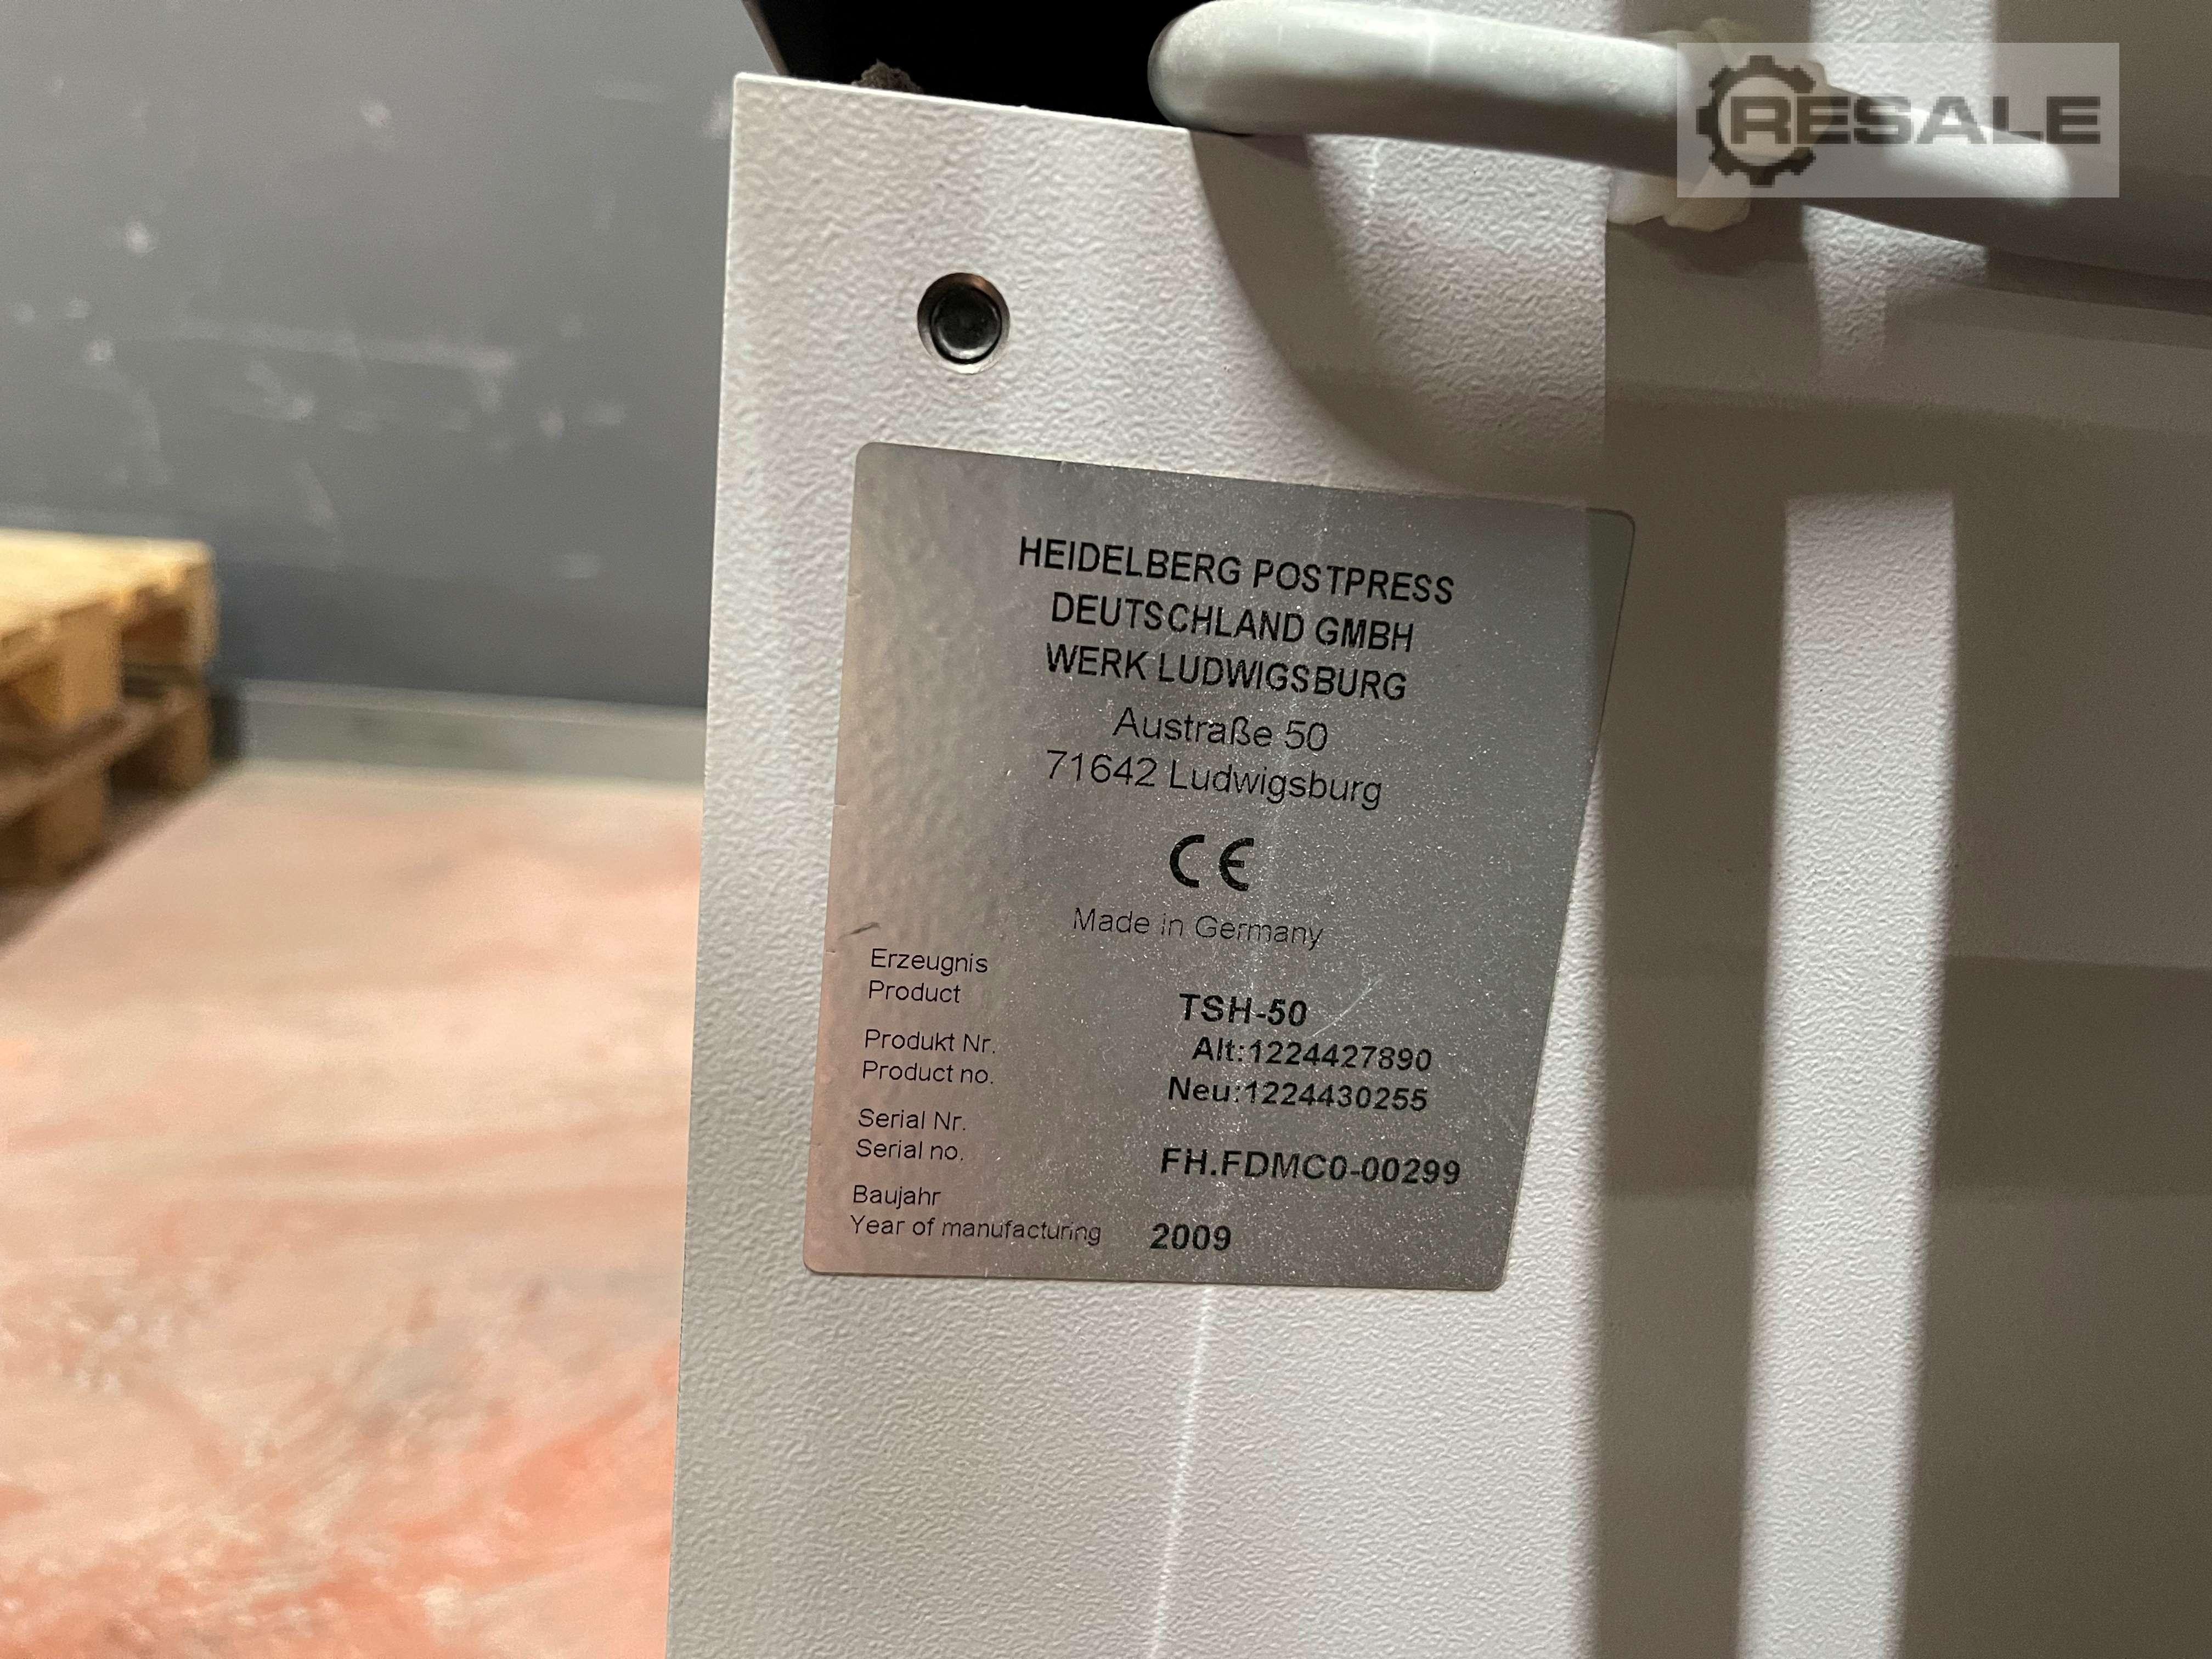 RESALE
HEIDELBERG POSTPRESS
DEUTSCHLAND GMBH
WERK LUDWIGSBURG
Austraße 50
71642 Ludwigsburg
CE
Made in Germany
Erzeugnis
Product
TSH-50
Produkt Nr.
Alt:1224427890
Product no.
Neu:1224430255
Serial Nr.
Serial no.
FH.FDMC0-00299
Baujahr
Year of manufacturing 2009